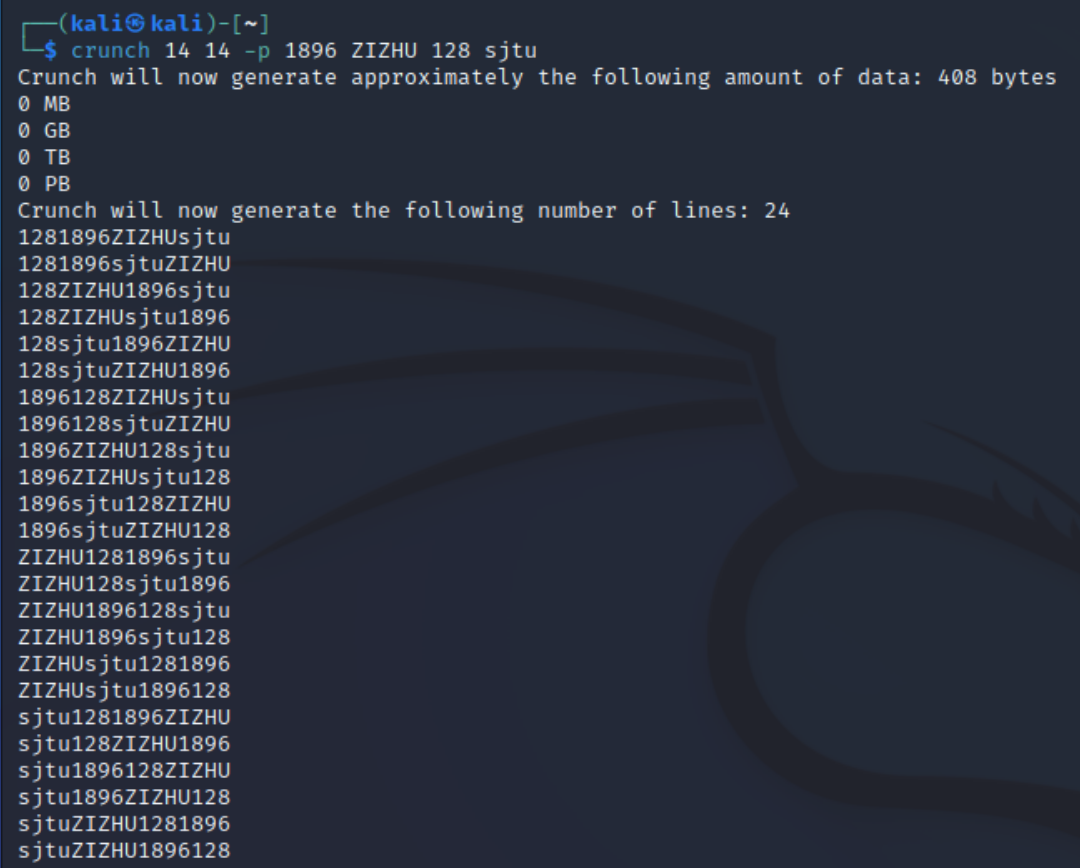 ┌──(kali㉿kali)-[~]
└─$ crunch 14 14 -p 1896 ZIZHU 128 sjtu
Crunch will now generate approximately the following amount of data: 408 bytes
0 MB
0 GB
0 TB
0 PB
Crunch will now generate the following number of lines: 24
1281896ZIZHUsjtu
1281896sjtuZIZHU
128ZIZHU1896sjtu
128ZIZHUsjtu1896
128sjtu1896ZIZHU
128sjtuZIZHU1896
1896128ZIZHUsjtu
1896128sjtuZIZHU
1896ZIZHU128sjtu
1896ZIZHUsjtu128
1896sjtu128ZIZHU
1896sjtuZIZHU128
ZIZHU1281896sjtu
ZIZHU128sjtu1896
ZIZHU1896128sjtu
ZIZHU1896sjtu128
ZIZHUsjtu1281896
ZIZHUsjtu1896128
sjtu1281896ZIZHU
sjtu128ZIZHU1896
sjtu1896128ZIZHU
sjtu1896ZIZHU128
sjtuZIZHU1281896
sjtuZIZHU1896128